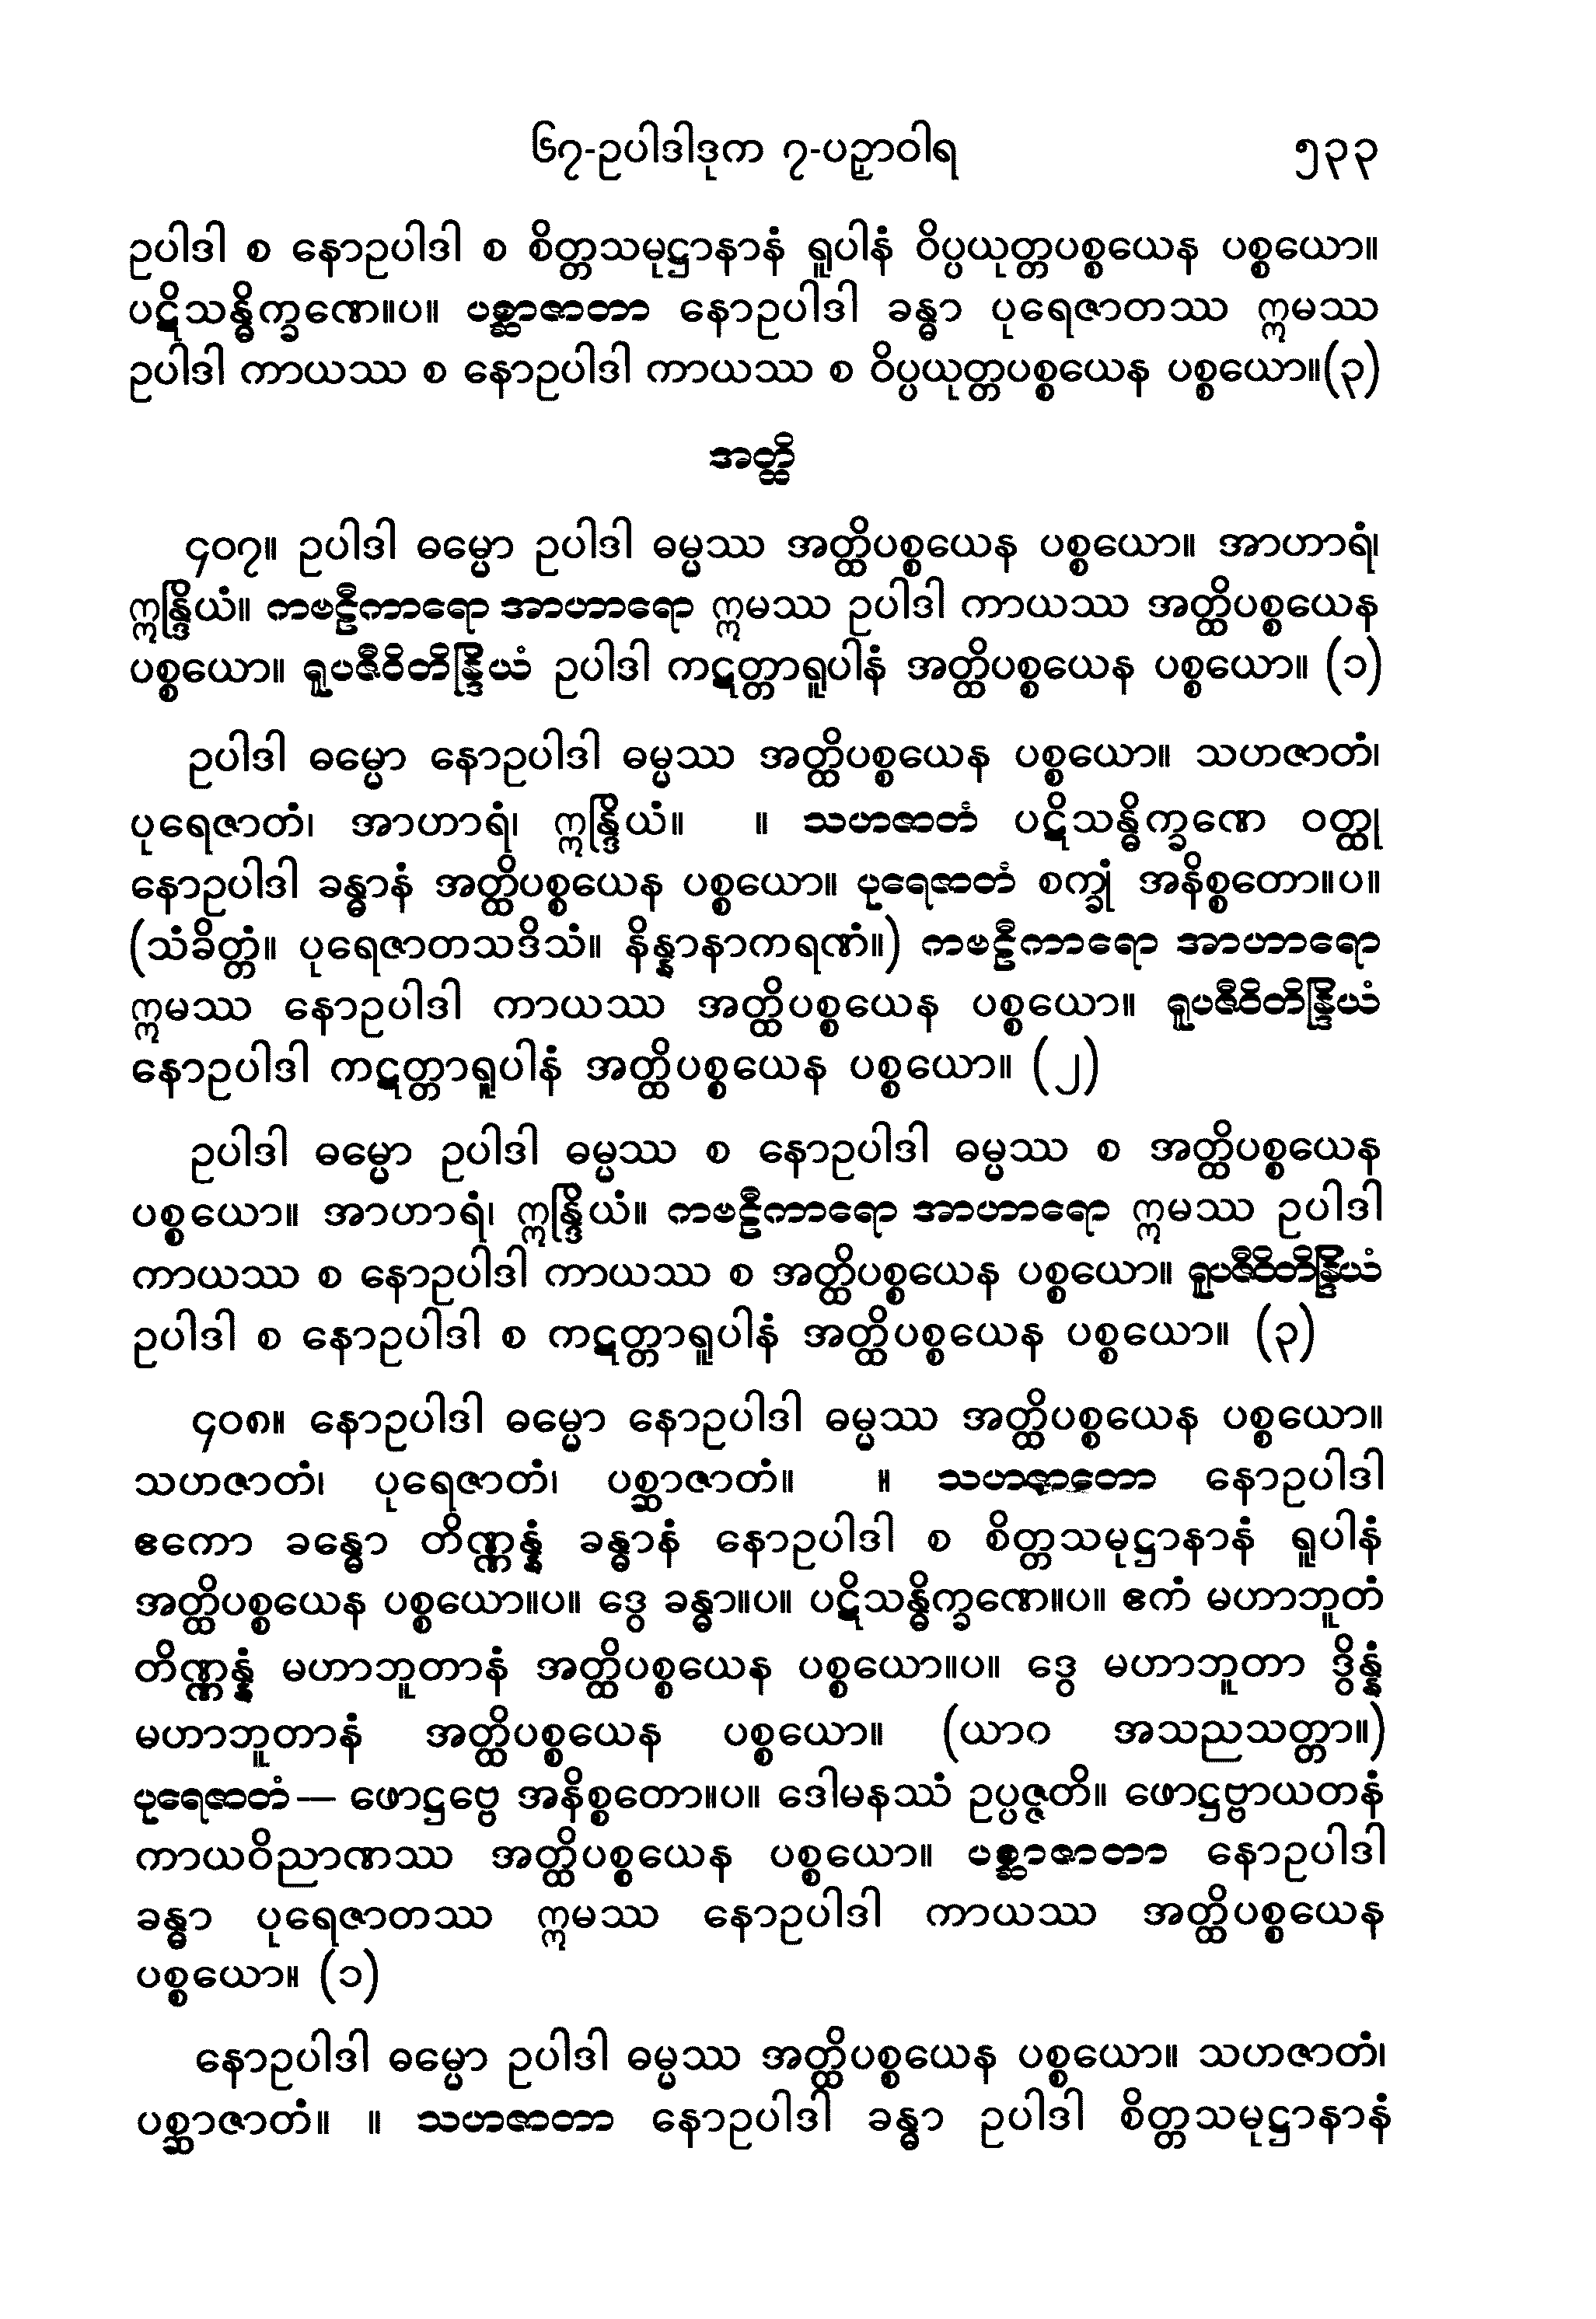 ၆၇-ဥပါဒါဒုက ၇-ပဉှာဝါရ ၅၃၃
ဥပါဒါ စ နောဥပါဒါ စ စိတ္တသမုဋ္ဌာနာနံ ရူပါနံ ဝိပ္ပယုတ္တပစ္စယေန ပစ္စယော။
ပဋိသန္ဓိက္ခဏေ။ပ။ ပစ္ဆာဇာတာ နောဥပါဒါ ခန္ဓာ ပုရေဇာတဿ ဣမဿ
ဥပါဒါ ကာယဿ စ နောဥပါဒါ ကာယဿ စ ဝိပ္ပယုတ္တပစ္စယေန ပစ္စယော။(၃)
အတ္ထိ
၄၀၇။ ဥပါဒါ ဓမ္မော ဥပါဒါ ဓမ္မဿ အတ္ထိပစ္စယေန ပစ္စယော။ အာဟာရံ၊
ဣန္ဒြိယံ။ ကဗဠီကာရော အာဟာရော ဣမဿ ဥပါဒါ ကာယဿ အတ္ထိပစ္စယေန
ပစ္စယော။ ရူပဇီဝိတိန္ဒြိယံ ဥပါဒါ ကဋတ္တာရူပါနံ အတ္ထိပစ္စယေန ပစ္စယော။ (၁)
ဥပါဒါ ဓမ္မော နောဥပါဒါ ဓမ္မဿ အတ္ထိပစ္စယေန ပစ္စယော။ သဟဇာတံ၊
ပုရေဇာတံ၊ အာဟာရံ၊ ဣန္ဒြိယံ။ ။ သဟဇာတံ ပဋိသန္ဓိက္ခဏေ ဝတ္ထု
နောဥပါဒါ ခန္ဓာနံ အတ္ထိပစ္စယေန ပစ္စယော။ ပုရေဇာတံ စက္ခုံ အနိစ္စတော။ပ။
(သံခိတ္တံ။ ပုရေဇာတသဒိသံ။ နိန္နာနာကရဏံ။) ကဗဠီကာရော အာဟာရော
ဣမဿ နောဥပါဒါ ကာယဿ အတ္ထိပစ္စယေန ပစ္စယော။ ရူပဇီဝိတိန္ဒြိယံ
နောဥပါဒါ ကဋတ္တာရူပါနံ အတ္ထိပစ္စယေန ပစ္စယော။ (၂)
ဥပါဒါ ဓမ္မော ဥပါဒါ ဓမ္မဿ စ နောဥပါဒါ ဓမ္မဿ စ အတ္ထိပစ္စယေန
ပစ္စယော။ အာဟာရံ၊ ဣန္ဒြိယံ။ ကဗဠီကာရော အာဟာရော ဣမဿ ဥပါဒါ
ကာယဿ စ နောဥပါဒါ ကာယဿ စ အတ္ထိပစ္စယေန ပစ္စယော။ ရူပဇီဝိတိန္ဒြိယံ
ဥပါဒါ စ နောဥပါဒါ စ ကဋတ္တာရူပါနံ အတ္ထိပစ္စယေန ပစ္စယော။ (၃)
၄၀၈။ နောဥပါဒါ ဓမ္မော နောဥပါဒါ ဓမ္မဿ အတ္ထိပစ္စယေန ပစ္စယော။
သဟဇာတံ၊ ပုရေဇာတံ၊ ပစ္ဆာဇာတံ။ ။ သဟဇာတော နောဥပါဒါ
ဧကော ခန္ဓော တိဏ္ဏန္နံ ခန္ဓာနံ နောဥပါဒါ စ စိတ္တသမုဋ္ဌာနာနံ ရူပါနံ
အတ္ထိပစ္စယေန ပစ္စယော။ပ။ ဒွေ ခန္ဓာ။ပ။ ပဋိသန္ဓိက္ခဏေ။ပ။ ဧကံ မဟာဘူတံ
တိဏ္ဏန္နံ မဟာဘူတာနံ အတ္ထိပစ္စယေန ပစ္စယော။ပ။ ဒွေ မဟာဘူတာ ဒွိန္နံ
မဟာဘူတာနံ အတ္ထိပစ္စယေန ပစ္စယော။ (ယာဝ အသညသတ္တာ။)
ပုရေဇာတံ— ဖောဋ္ဌဗ္ဗေ အနိစ္စတော။ပ။ ဒေါမနဿံ ဥပ္ပဇ္ဇတိ။ ဖောဋ္ဌဗ္ဗာယတနံ
ကာယဝိညာဏဿ အတ္ထိပစ္စယေန ပစ္စယော။ ပစ္ဆာဇာတာ နောဥပါဒါ
ခန္ဓာ ပုရေဇာတဿ ဣမဿ နောဥပါဒါ ကာယဿ အတ္ထိပစ္စယေန
ပစ္စယော။ (၁)
နောဥပါဒါ ဓမ္မော ဥပါဒါ ဓမ္မဿ အတ္ထိပစ္စယေန ပစ္စယော။ သဟဇာတံ၊
ပစ္ဆာဇာတံ။ ။ သဟဇာတာ နောဥပါဒါ ခန္ဓာ ဥပါဒါ စိတ္တသမုဋ္ဌာနာနံ